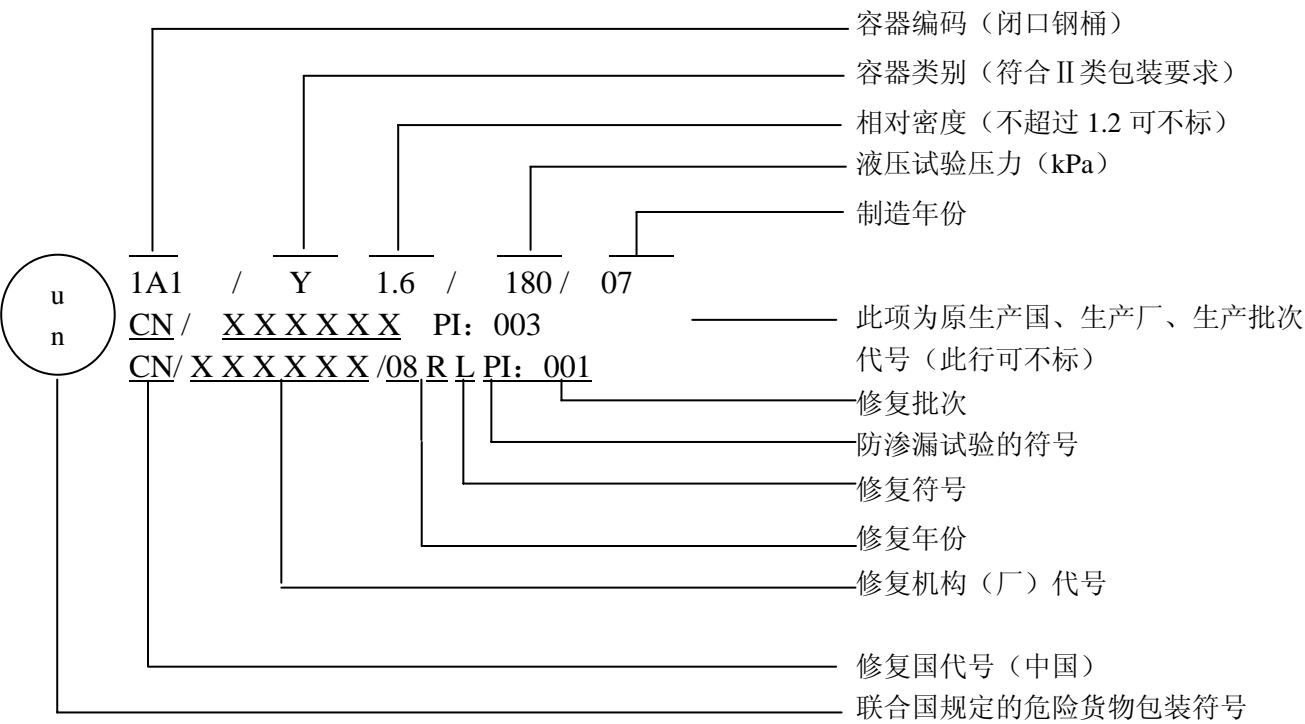 容器编码（闭口钢桶）
容器类别（符合Ⅱ类包装要求）
相对密度（不超过 1.2 可不标）
液压试验压力（kPa）
制造年份
u
n
1A1 / Y 1.6 / 180 / 07
CN / X X X X X X PI：003
CN/ X X X X X X /08 R L PI：001
此项为原生产国、生产厂、生产批次
代号（此行可不标）
修复批次
防渗漏试验的符号
修复符号
修复年份
修复机构（厂）代号
修复国代号（中国）
联合国规定的危险货物包装符号